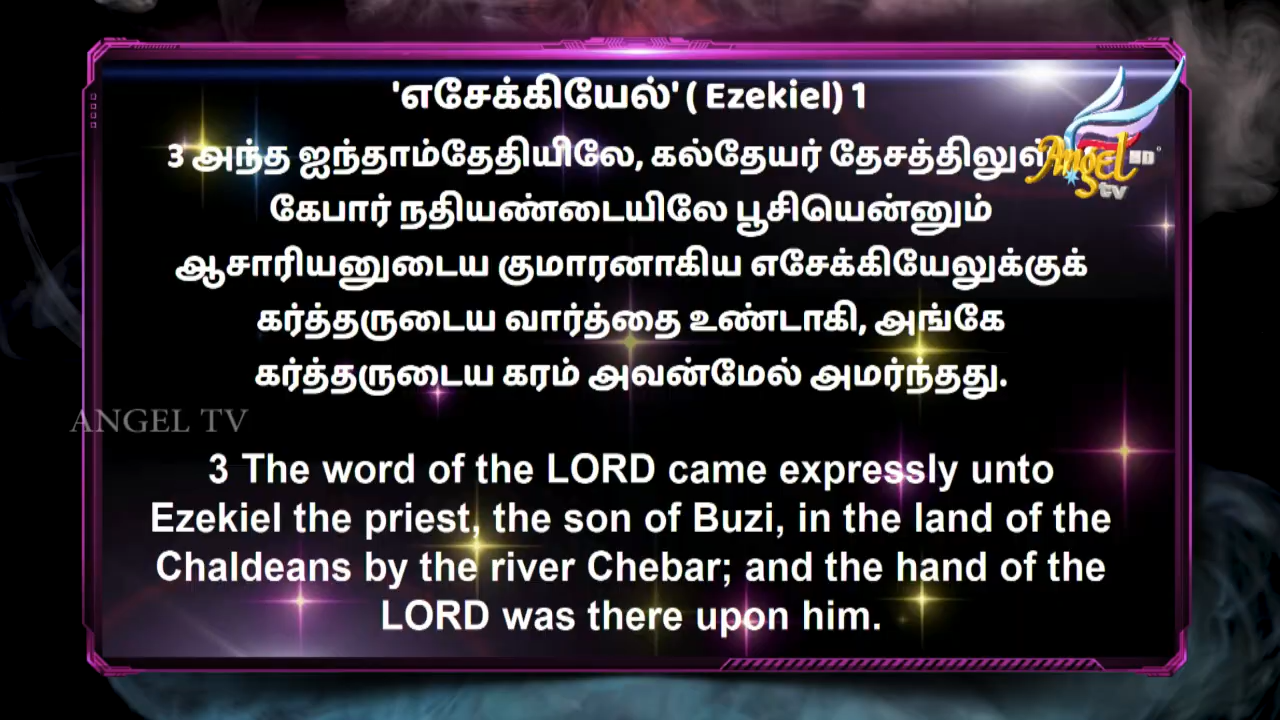 'எசேக்கியேல்' ( Ezekiel) 1
3 அந்த ஐந்தாம்தேதியிலே, கல்தேயர் தேசத்திலுள்
Angel HD
tv
கேபார் நதியண்டையிலே பூசியென்னும்
ஆசாரியனுடைய குமாரனாகிய எசேக்கியேலுக்குக்
கர்த்தருடைய வார்த்தை உண்டாகி, அங்கே
கர்த்தருடைய கரம் அவன்மேல் அமர்ந்தது.
ANGEL TV
3 The word of the LORD came expressly unto
Ezekiel the priest, the son of Buzi, in the land of the
Chaldeans by the river Chebar; and the hand of the
LORD was there upon him.